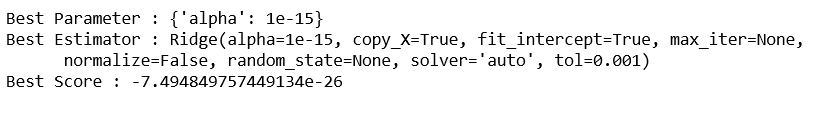 Best Parameter : {'alpha': 1e-15}
Best Estimator : Ridge(alpha=1e-15, copy_X=True, fit_intercept=True, max_iter=None,
normalize=False, random_state=None, solver='auto', tol=0.001)
Best Score : -7.494849757449134e-26